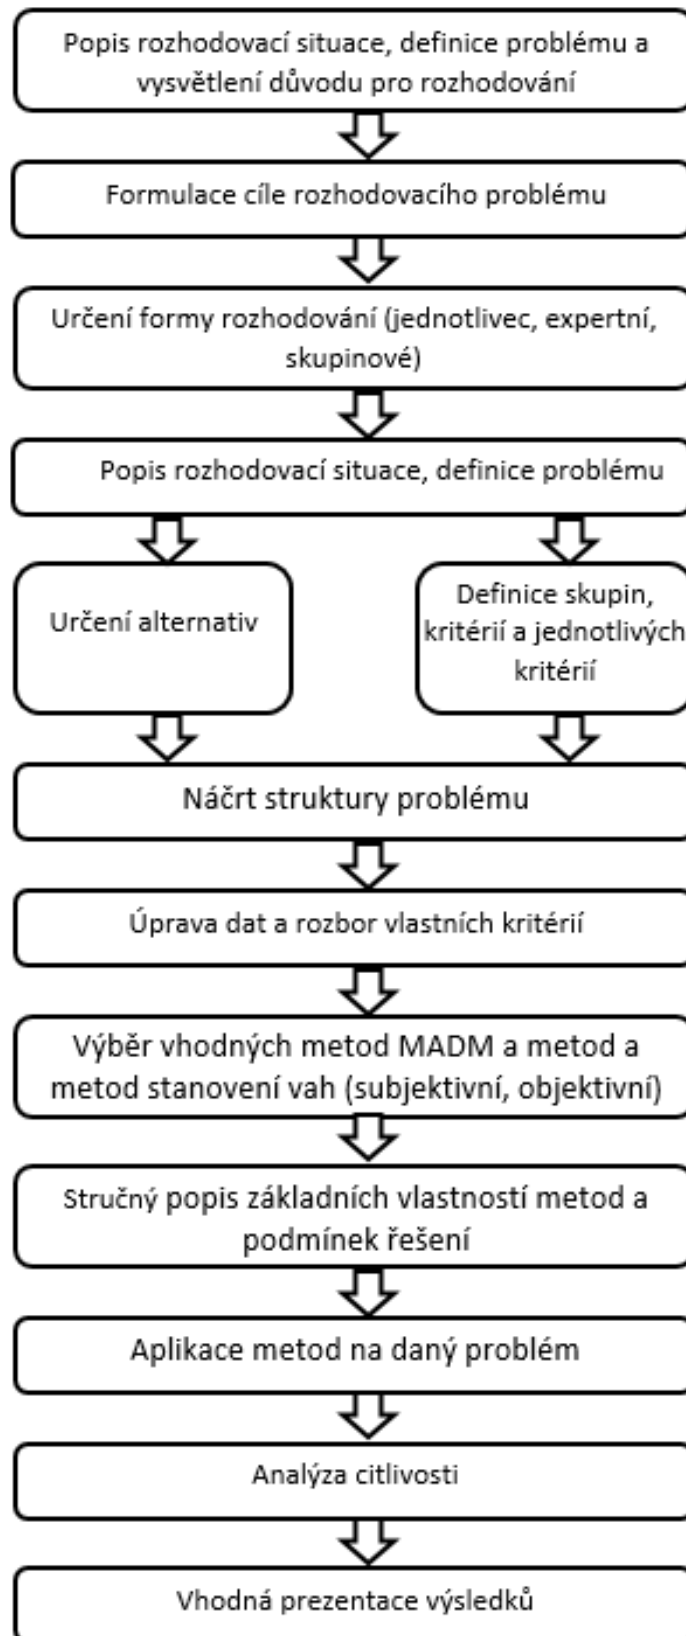 Popis rozhodovací situace, definice problému a
vysvětlení důvodu pro rozhodování
Formulace cíle rozhodovacího problému
Určení formy rozhodování (jednotlivec, expertní,
skupinové)
Popis rozhodovací situace, definice problému
Určení alternativ
Definice skupin,
kritérií a jednotlivých
kritérií
Náčrt struktury problému
Úprava dat a rozbor vlastních kritérií
Výběr vhodných metod MADM a metod a
metod stanovení vah (subjektivní, objektivní)
Stručný popis základních vlastností metod a
podmínek řešení
Aplikace metod na daný problém
Analýza citlivosti
Vhodná prezentace výsledků